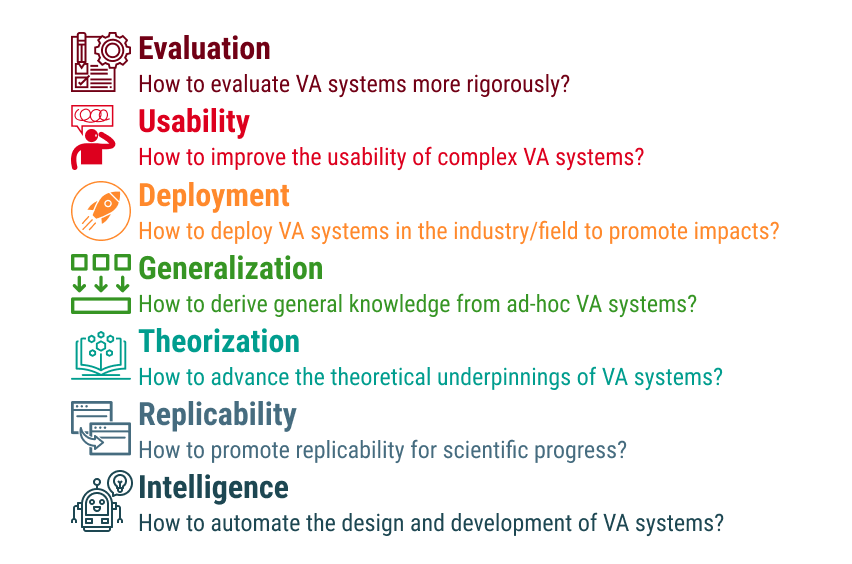 Evaluation
How to evaluate VA systems more rigorously?
Usability
How to improve the usability of complex VA systems?
Deployment
How to deploy VA systems in the industry/field to promote impacts?
Generalization
How to derive general knowledge from ad-hoc VA systems?
Theorization
How to advance the theoretical underpinnings of VA systems?
Replicability
How to promote replicability for scientific progress?
Intelligence
How to automate the design and development of VA systems?